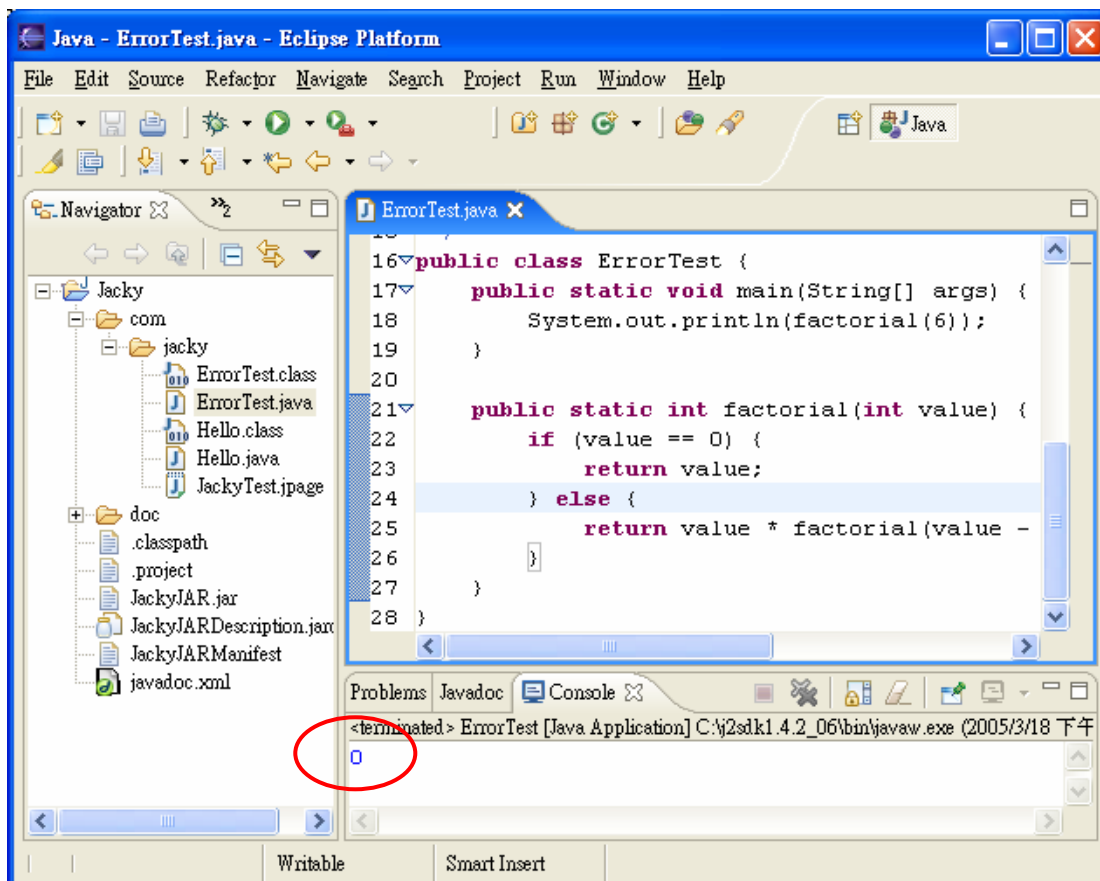 Java - ErrorTest.java - Eclipse Platform
File Edit Source Refactor Navigate Search Project Run Window Help
Java
Navigator
»2
ErrorTest.java
Jacky
com
jacky
ErrorTest.class
ErrorTest.java
Hello.class
Hello.java
JackyTest.jpage
doc
.classpath
.project
JackyJAR.jar
JackyJARDescription.jar
JackyJARManifest
javadoc.xml
16 public class ErrorTest {
17 public static void main(String[] args) {
18 System.out.println(factorial(6));
19 }
20
21 public static int factorial(int value) {
22 if (value == 0) {
23 return value;
24 } else {
25 return value * factorial(value -
26 }
27 }
28 }
Problems Javadoc Console
<terminated> ErrorTest [Java Application] C:\j2sdk1.4.2_06\bin\javaw.exe (2005/3/18 下午
0
Writable Smart Insert